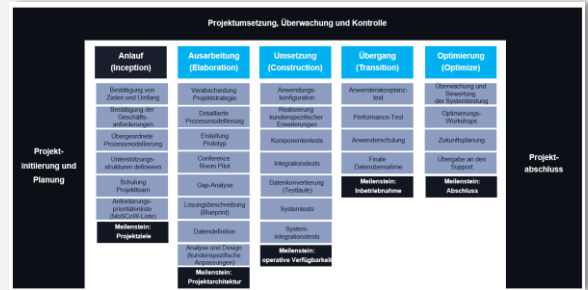 Projektumsetzung, Überwachung und Kontrolle
Projekt-
initiierung und
Planung
Anlauf
(Inception)
Bestätigung von
Zielen und Umfang
Bestätigung der
Geschäfts-
anforderungen
Übergeordnete
Prozessmodellierung
Unterstützungs-
strukturen definieren
Schulung
Projektteam
Anforderungs-
prioritätenliste
(MoSCoW-Liste)
Meilenstein:
Projektziele
Ausarbeitung
(Elaboration)
Verabschiedung
Projektstrategie
Detaillierte
Prozessmodellierung
Erstellung
Prototyp
Conference
Room Pilot
Gap-Analyse
Lösungsbeschreibung
(Blueprint)
Datendefinition
Analyse und Design
(kundenspezifische
Anpassungen)
Meilenstein:
Projektarchitektur
Umsetzung
(Construction)
Anwendungs-
konfiguration
Realisierung
kundenspezifischer
Erweiterungen
Komponententests
Integrationstests
Datenkonvertierung
(Testläufe)
Systemtests
System-
integrationstests
Meilenstein:
operative Verfügbarkeit
Übergang
(Transition)
Anwenderakzeptanz-
test
Performance-Test
Anwenderschulung
Finale
Datenübernahme
Meilenstein:
Inbetriebnahme
Optimierung
(Optimize)
Überwachung und
Bewertung
der Systemleistung
Optimierungs-
Workshops
Zukunftsplanung
Übergabe an den
Support
Meilenstein:
Abschluss
Projekt-
abschluss